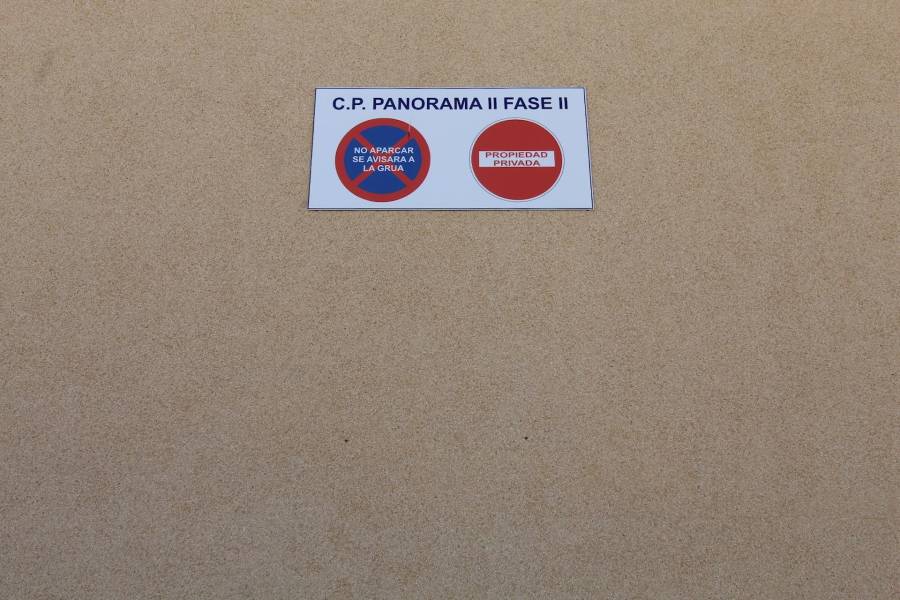 C.P. PANORAMA II FASE II
NO APARCAR
SE AVISARA A
LA GRUA
PROPIEDAD
PRIVADA